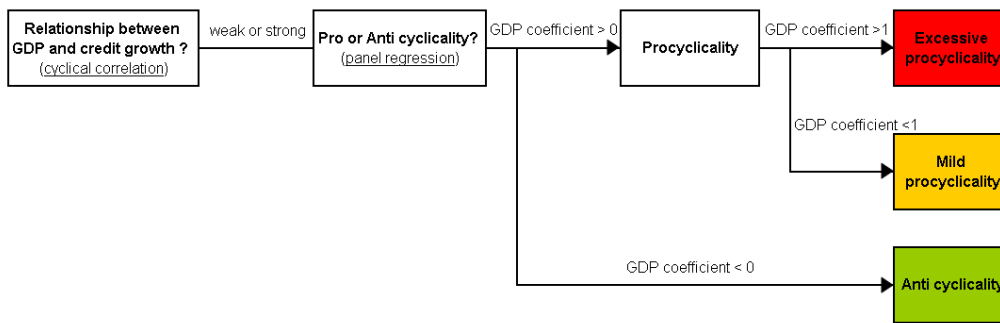 Relationship between
GDP and credit growth ?
(cyclical correlation)
weak or strong
Pro or Anti cyclicality?
(panel regression)
GDP coefficient > 0
Procyclicality
GDP coefficient >1
Excessive
procyclicality
GDP coefficient <1
Mild
procyclicality
GDP coefficient < 0
Anti cyclicality